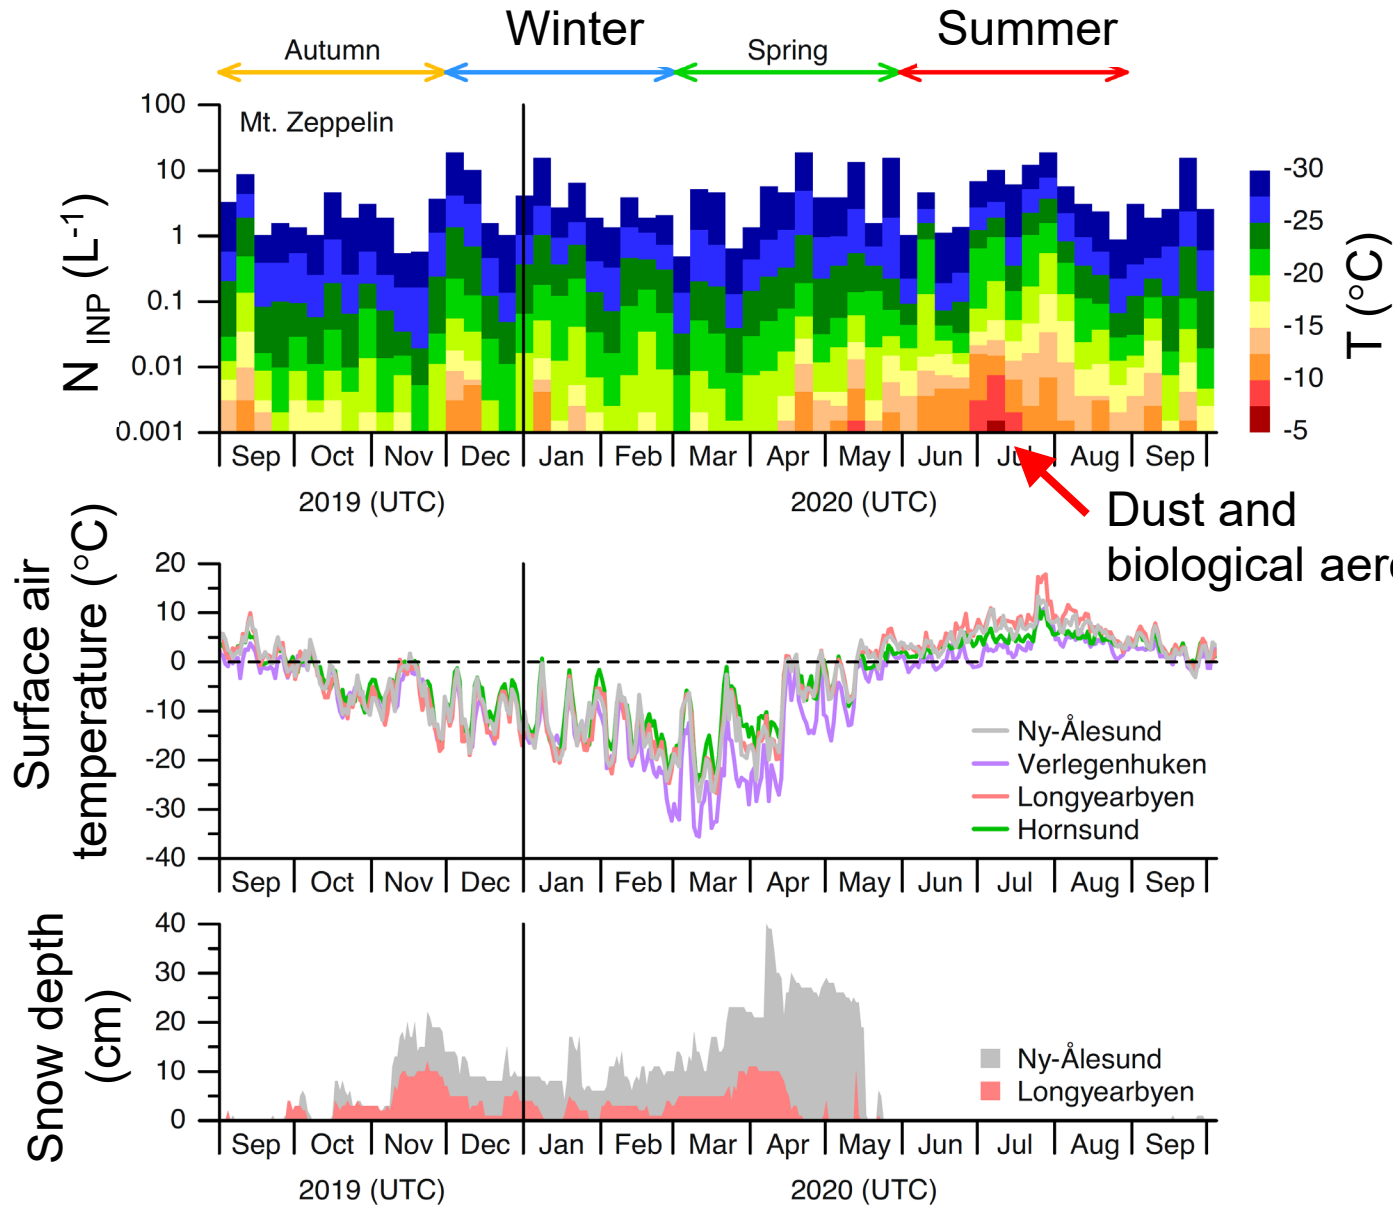 Winter
Summer
Autumn
Spring
100
10
1
0.1
0.01
0.001
N INP (L-1)
Mt. Zeppelin
-30
-25
-20
-15
-10
-5
T (°C)
Sep Oct Nov Dec Jan Feb Mar Apr May Jun Jul Aug Sep
2019 (UTC)
2020 (UTC)
Dust and
biological aero
Surface air
temperature (°C)
20
10
0
-10
-20
-30
-40
Ny-Ålesund
Verlegenhuken
Longyearbyen
Hornsund
Sep Oct Nov Dec Jan Feb Mar Apr May Jun Jul Aug Sep
Snow depth
(cm)
40
30
20
10
0
Ny-Ålesund
Longyearbyen
Sep Oct Nov Dec Jan Feb Mar Apr May Jun Jul Aug Sep
2019 (UTC)
2020 (UTC)